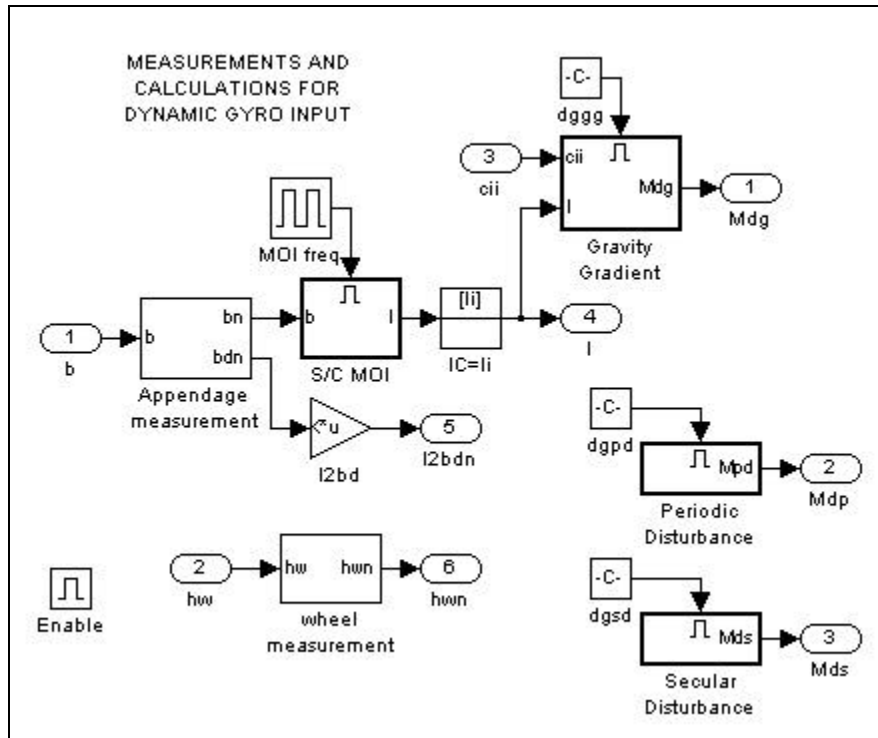 MEASUREMENTS AND
CALCULATIONS FOR
DYNAMIC GYRO INPUT
-C-
dggg
3
cii
cii
I
Mdg
1
Mdg
Gravity
Gradient
MOI freq
1
b
b
bn
bdn
Appendage
measurement
b
I
S/C MOI
[Ii]
IC=Ii
4
I
u
I2bd
5
I2bdn
-C-
dgpd
Mpd
2
Mdp
Periodic
Disturbance
Enable
2
hw
hw
hwn
wheel
measurement
6
hwn
-C-
dgsd
Mds
3
Mds
Secular
Disturbance